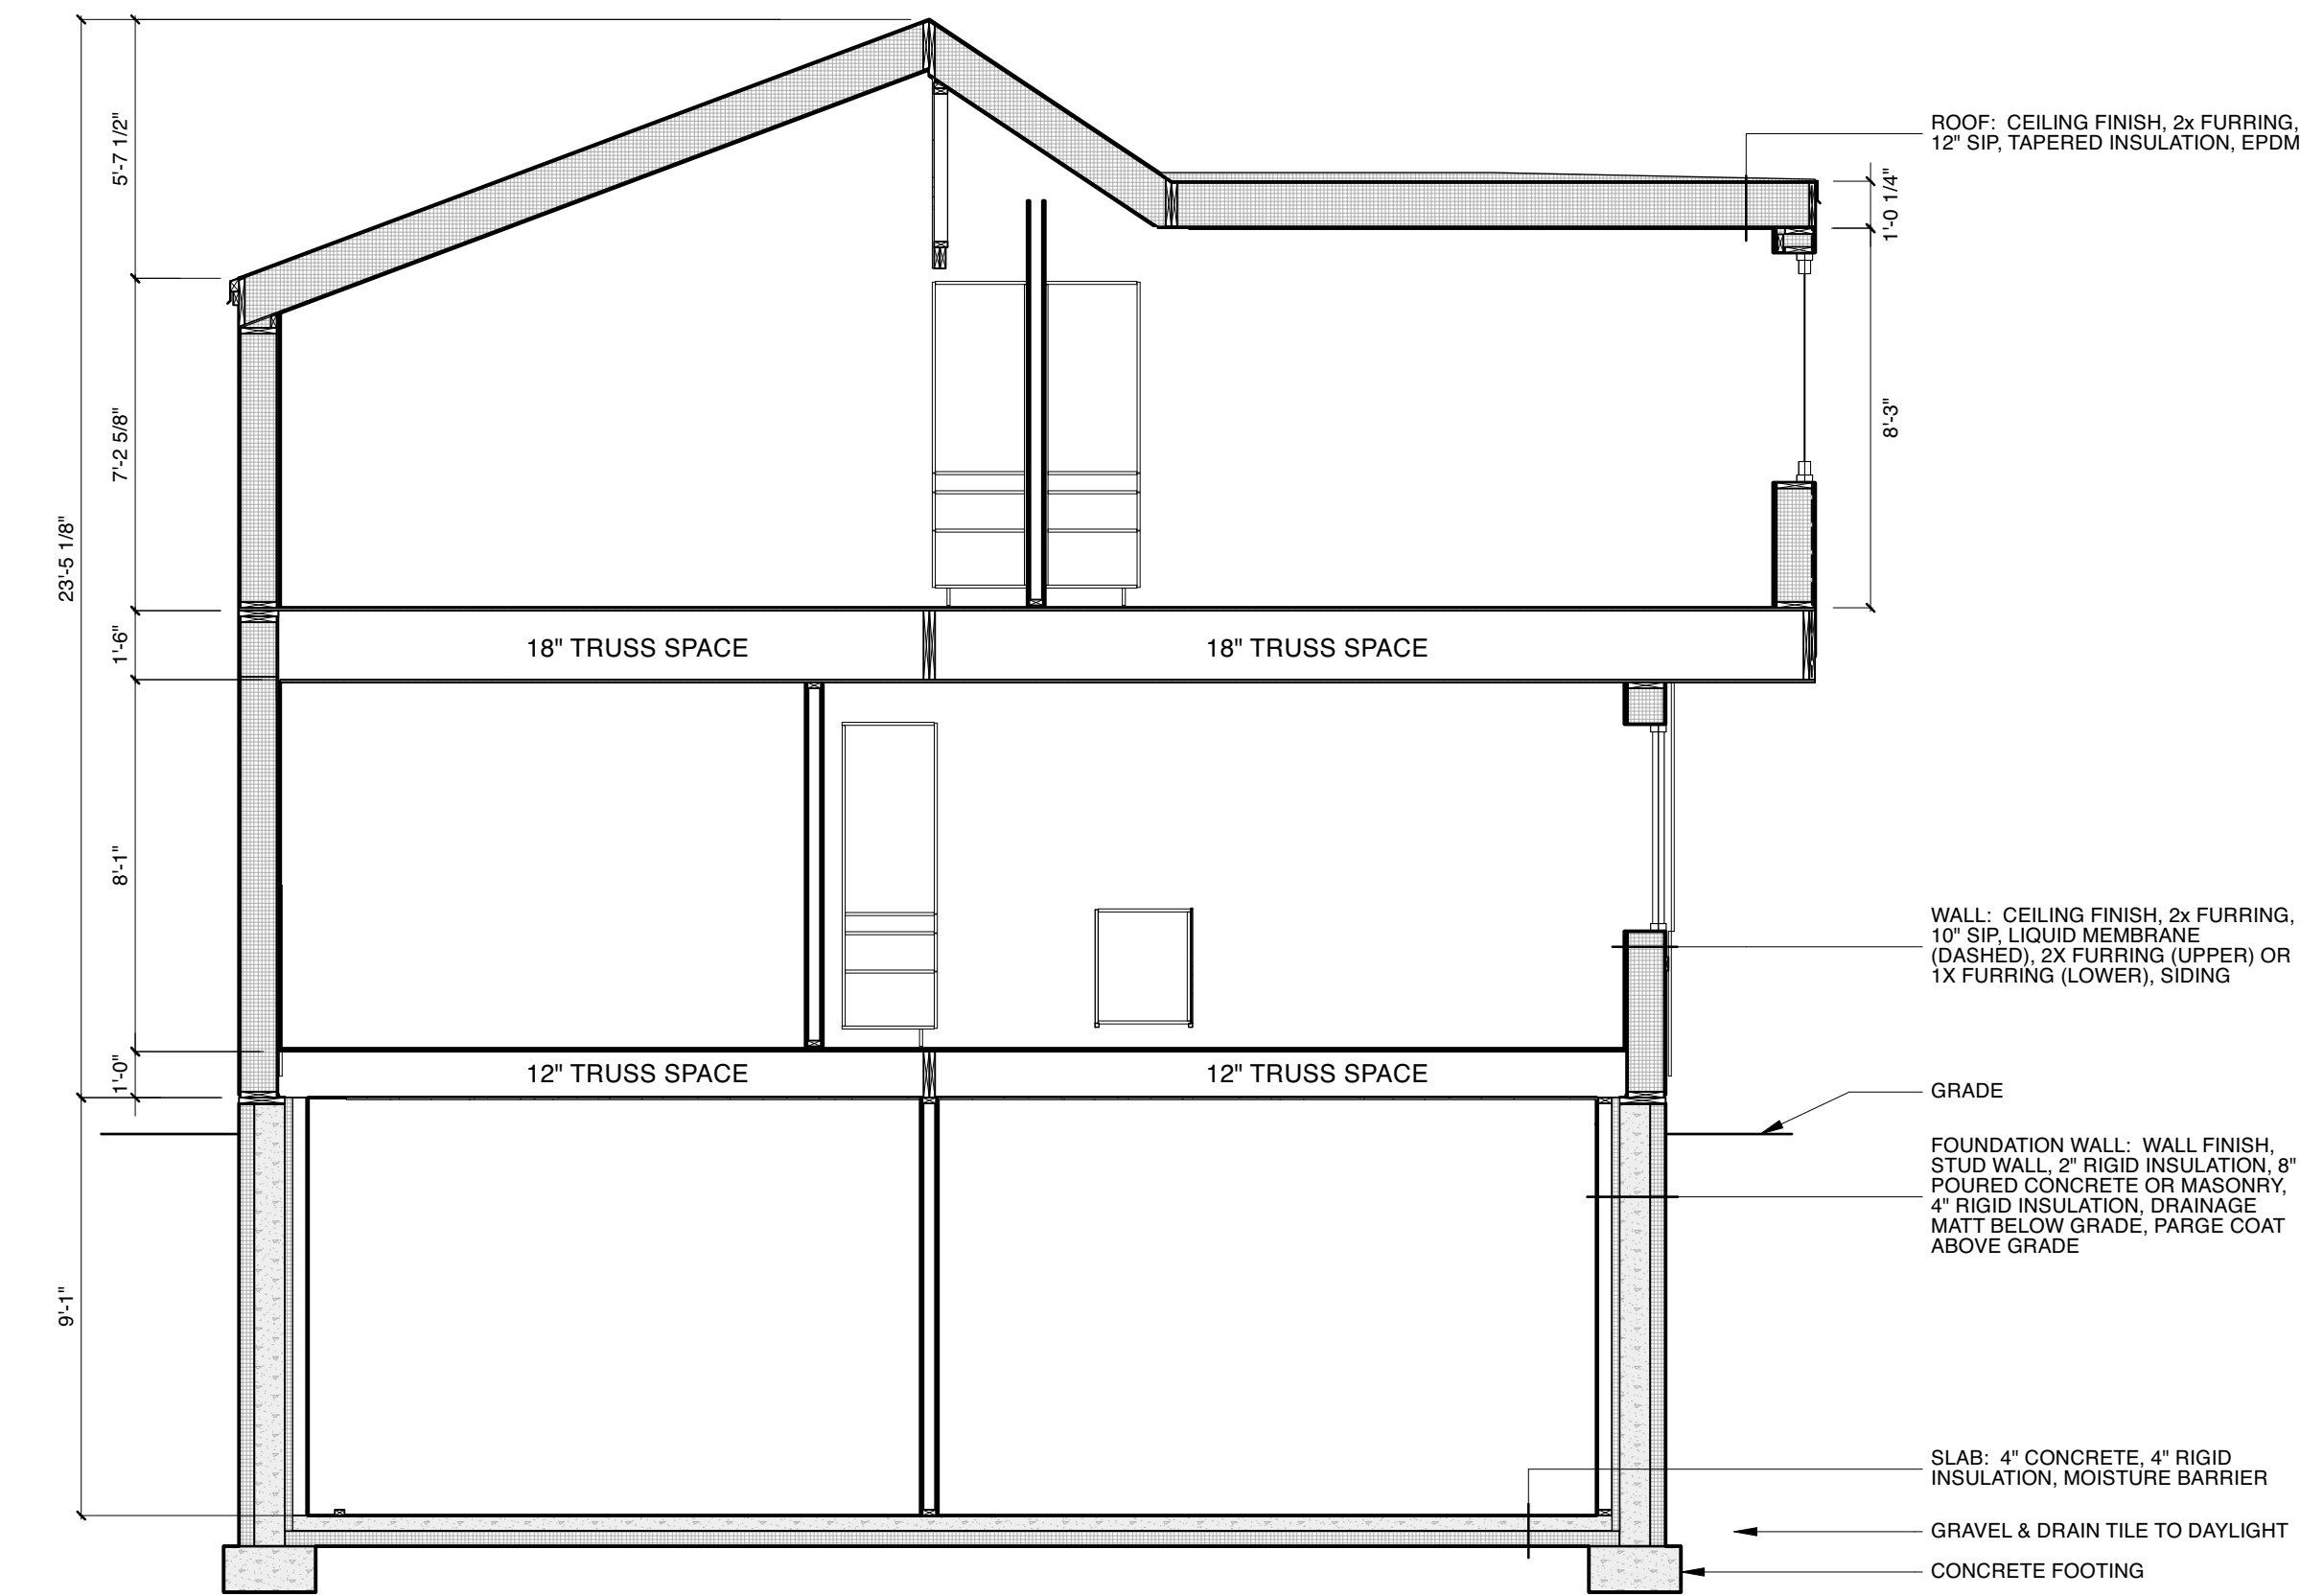 5'-7 1/2"
7'-2 5/8"
23'-5 1/8"
1'-6"
8'-1"
1'-0"
9'-1"
18" TRUSS SPACE
18" TRUSS SPACE
12" TRUSS SPACE
12" TRUSS SPACE
1'-0 1/4"
8'-3"
ROOF: CEILING FINISH, 2x FURRING,
12" SIP, TAPERED INSULATION, EPDM
WALL: CEILING FINISH, 2x FURRING,
10" SIP, LIQUID MEMBRANE
(DASHED), 2X FURRING (UPPER) OR
1X FURRING (LOWER), SIDING
GRADE
FOUNDATION WALL: WALL FINISH,
STUD WALL, 2" RIGID INSULATION, 8"
POURED CONCRETE OR MASONRY,
4" RIGID INSULATION, DRAINAGE
MATT BELOW GRADE, PARGE COAT
ABOVE GRADE
SLAB: 4" CONCRETE, 4" RIGID
INSULATION, MOISTURE BARRIER
GRAVEL & DRAIN TILE TO DAYLIGHT
CONCRETE FOOTING